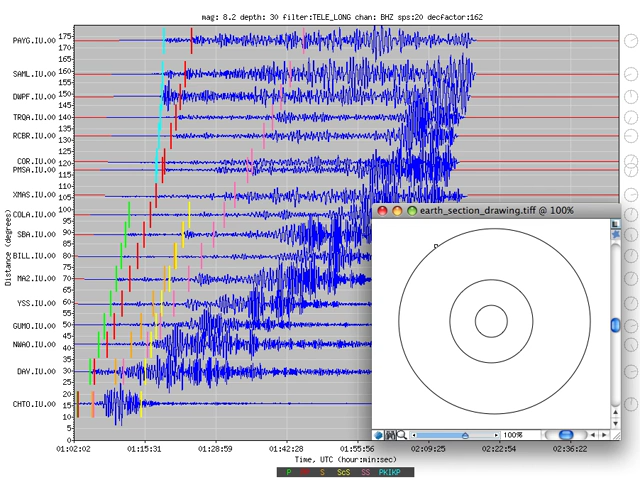 mag: 8.2 depth: 30 filter:TELE_LONG chan: BHZ sps:20 decfactor:162
Distance (degrees)
175
170
165
160
155
150
145
140
135
130
125
120
115
110
105
100
95
90
85
80
75
70
65
60
55
50
45
40
35
30
25
20
15
10
5
0
PAYG.IU.00
SAML.IU.00
DWPF.IU.00
TRQA.IU.00
RCBR.IU.00
COR.IU.00
PMSA.IU.00
XMAS.IU.00
COLA.IU.00
SBA.IU.00
BILL.IU.00
MA2.IU.00
YSS.IU.00
GUMO.IU.00
NWAO.IU.00
DAV.IU.00
CHTO.IU.00
earth_section_drawing.tiff @ 100%
100%
01:02:02 01:15:31 01:28:59 01:42:28 01:55:56 02:09:25 02:22:54 02:36:22
Time, UTC (hour:min:sec)
P PP S ScS SS PKIKP